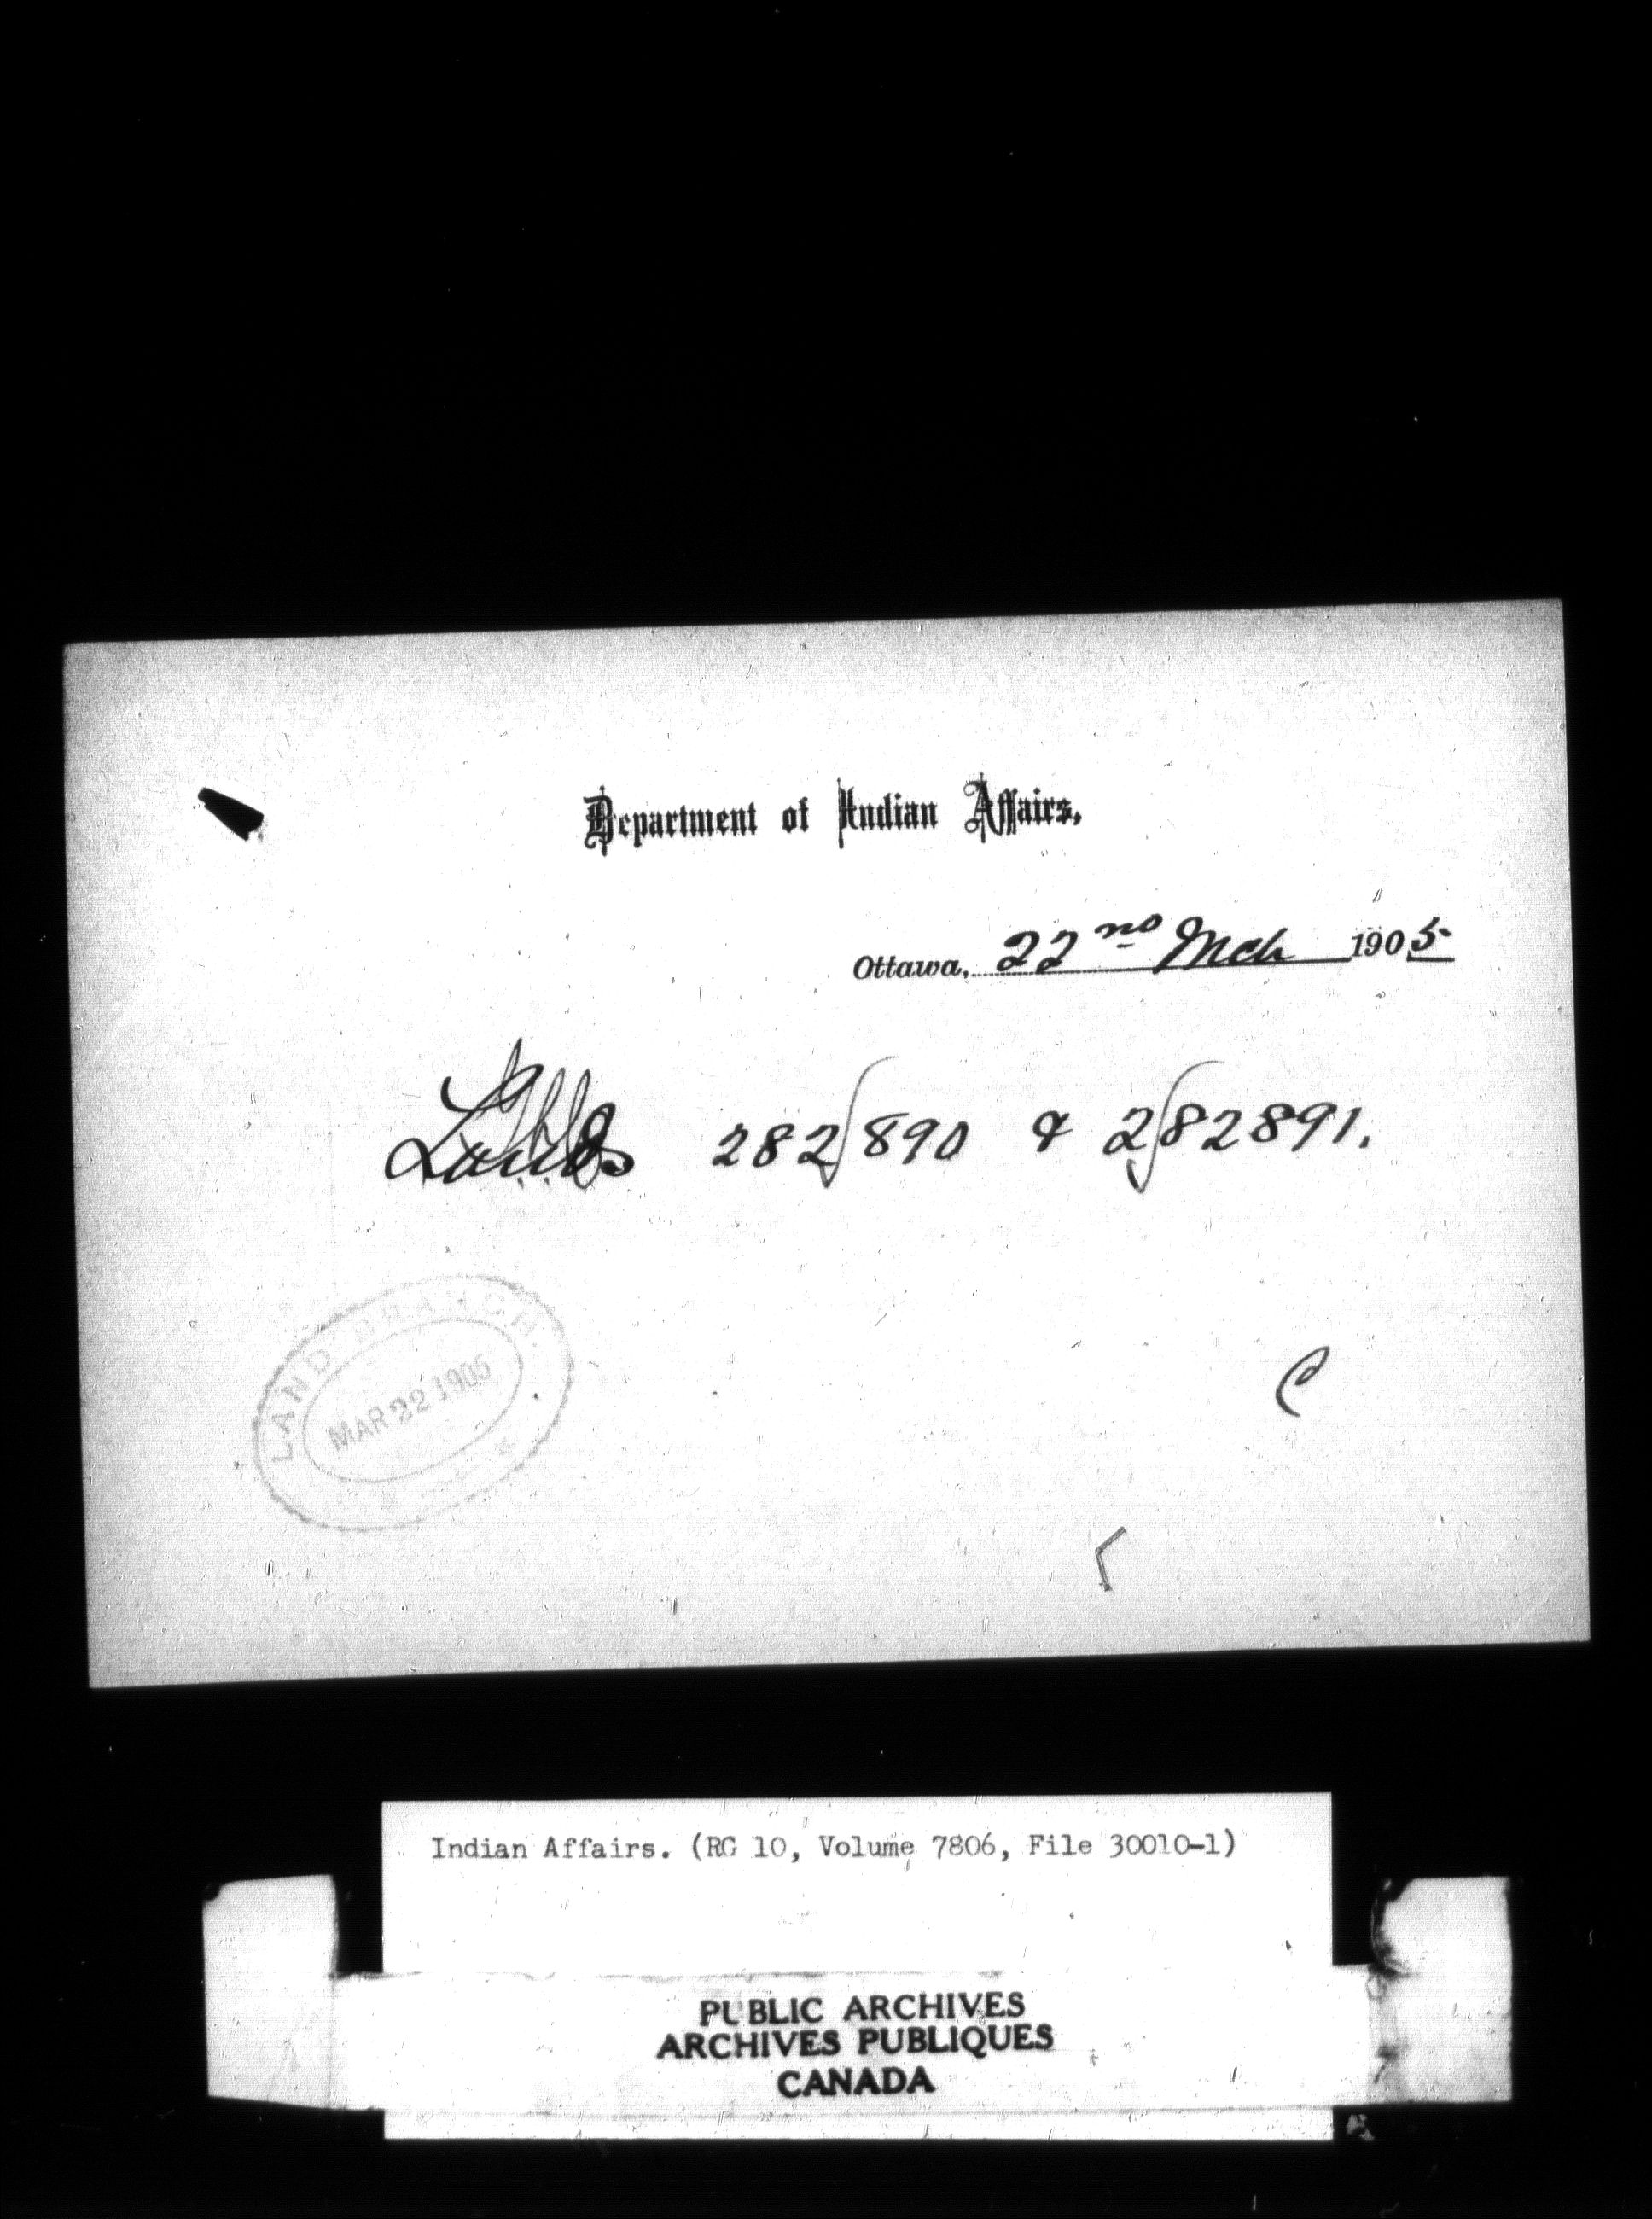 Department of Indian Affairs.
Ottawa, 22nd Mch 1905
Lands 282890 & 282891.
LAND BRANCH.
MAR 22 1905
C
Indian Affairs. (RG 10, Volume 7806, File 30010-1)
PUBLIC ARCHIVES
ARCHIVES PUBLIQUES
CANADA